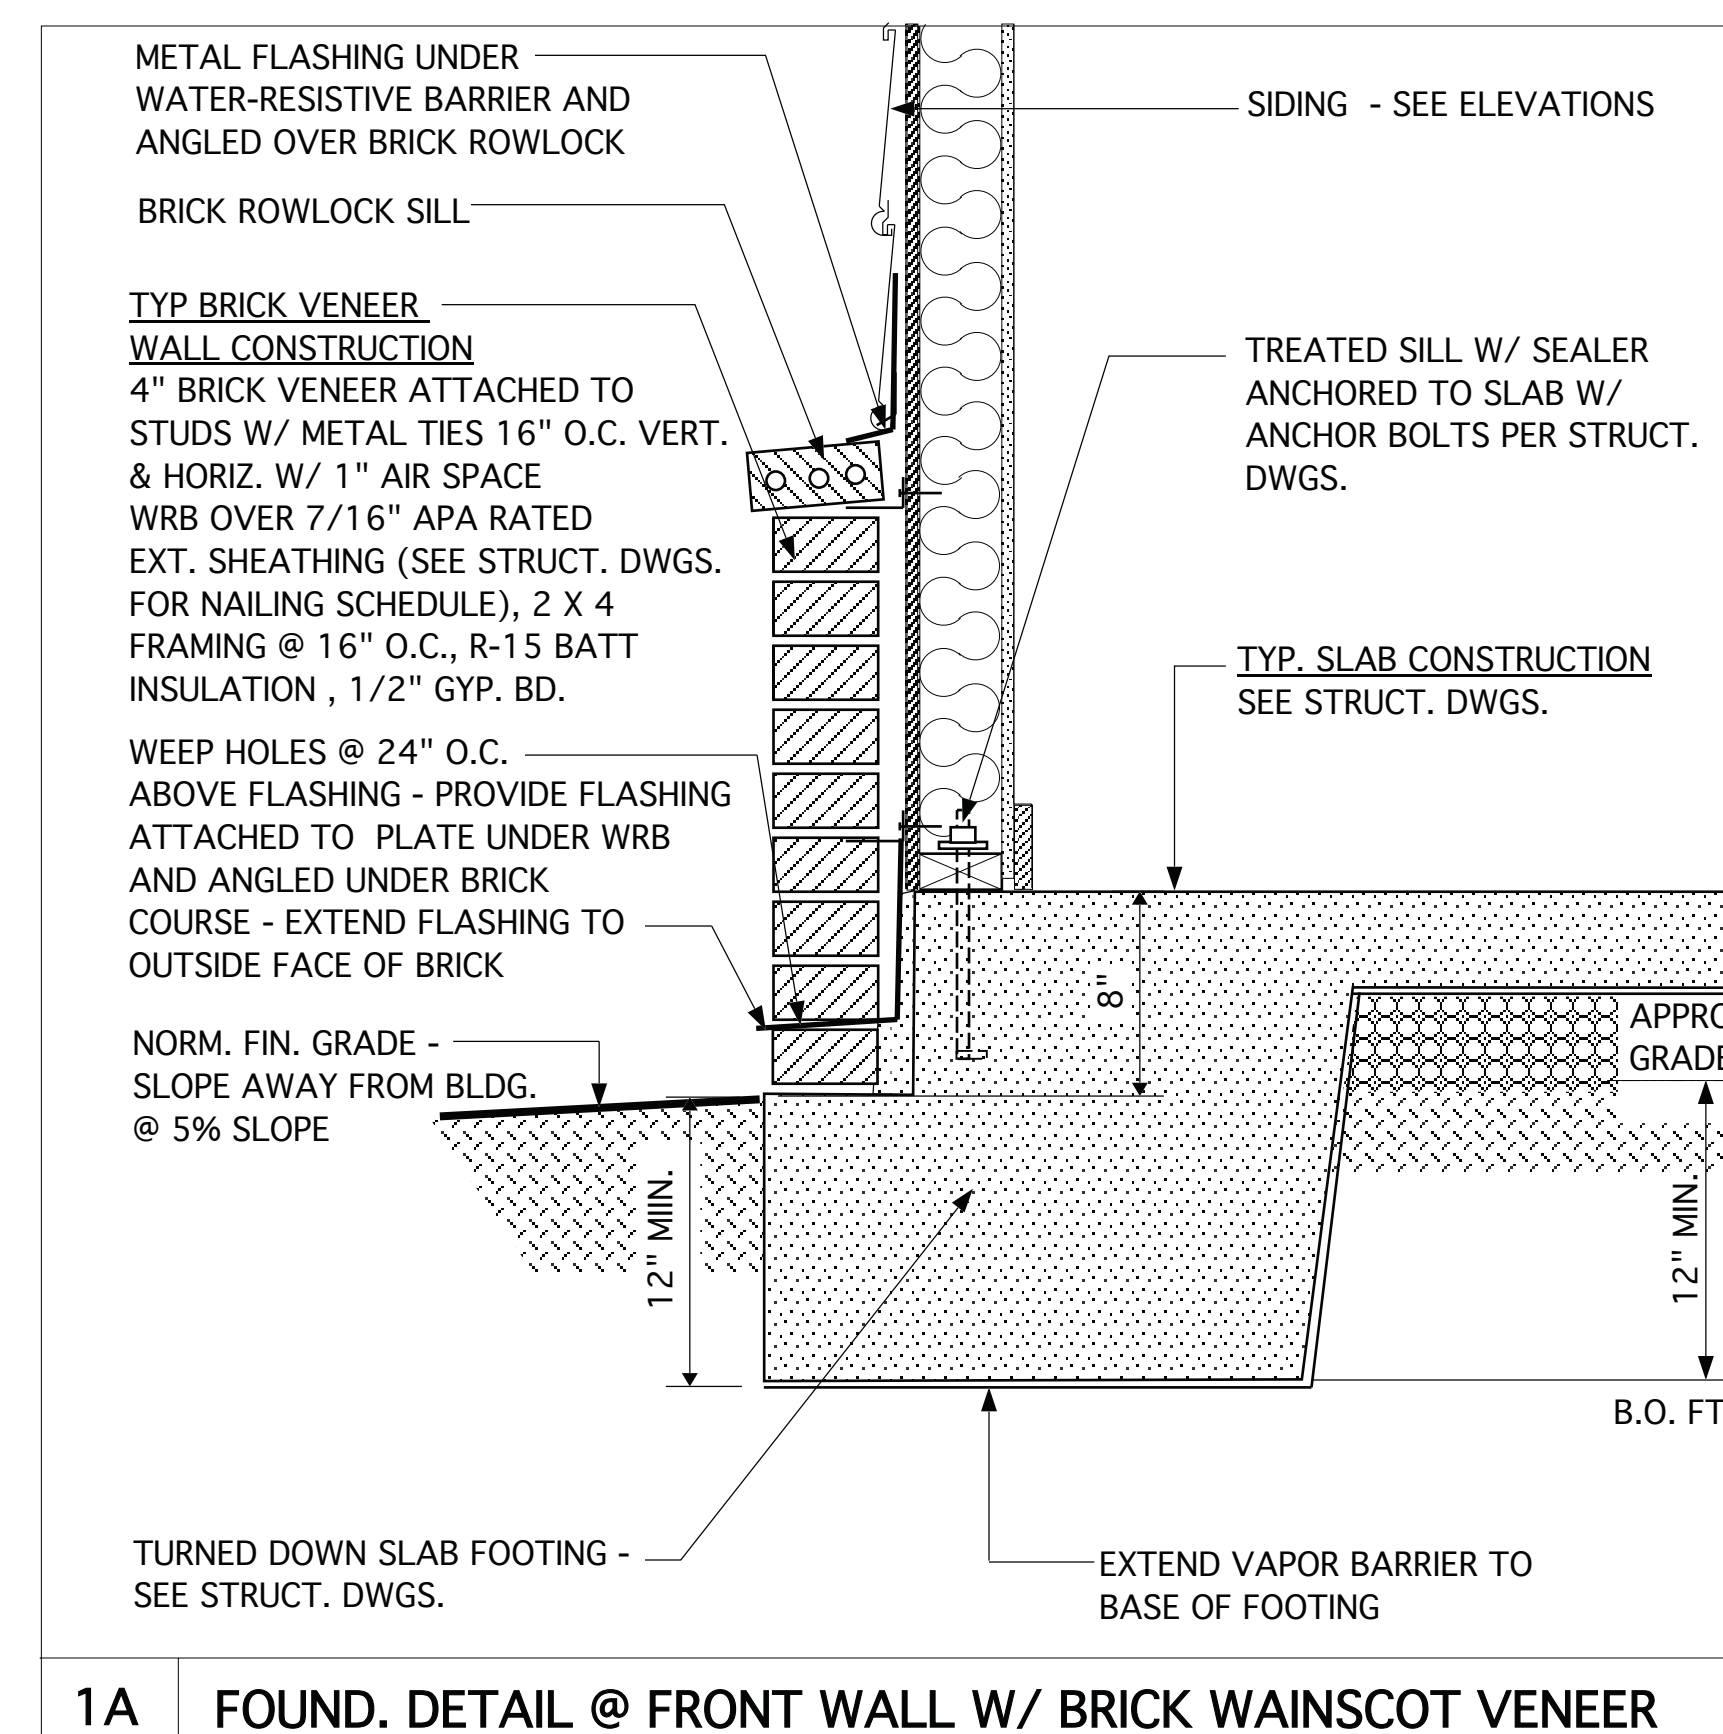 METAL FLASHING UNDER
WATER-RESISTIVE BARRIER AND
ANGLED OVER BRICK ROWLOCK
SIDING - SEE ELEVATIONS
BRICK ROWLOCK SILL
TYP BRICK VENEER
WALL CONSTRUCTION
4" BRICK VENEER ATTACHED TO
STUDS W/ METAL TIES 16" O.C. VERT.
& HORIZ. W/ 1" AIR SPACE
WRB OVER 7/16" APA RATED
EXT. SHEATHING (SEE STRUCT. DWGS.
FOR NAILING SCHEDULE), 2 X 4
FRAMING @ 16" O.C., R-15 BATT
INSULATION , 1/2" GYP. BD.
TREATED SILL W/ SEALER
ANCHORED TO SLAB W/
ANCHOR BOLTS PER STRUCT.
DWGS.
TYP. SLAB CONSTRUCTION
SEE STRUCT. DWGS.
WEEP HOLES @ 24" O.C.
ABOVE FLASHING - PROVIDE FLASHING
ATTACHED TO PLATE UNDER WRB
AND ANGLED UNDER BRICK
COURSE - EXTEND FLASHING TO
OUTSIDE FACE OF BRICK
8"
APPRO
GRADE
NORM. FIN. GRADE -
SLOPE AWAY FROM BLDG.
@ 5% SLOPE
12" MIIN.
12" MIN.
B.O. FT
TURNED DOWN SLAB FOOTING -
SEE STRUCT. DWGS.
EXTEND VAPOR BARRIER TO
BASE OF FOOTING
1A
FOUND. DETAIL @ FRONT WALL W/ BRICK WAINSCOT VENEER